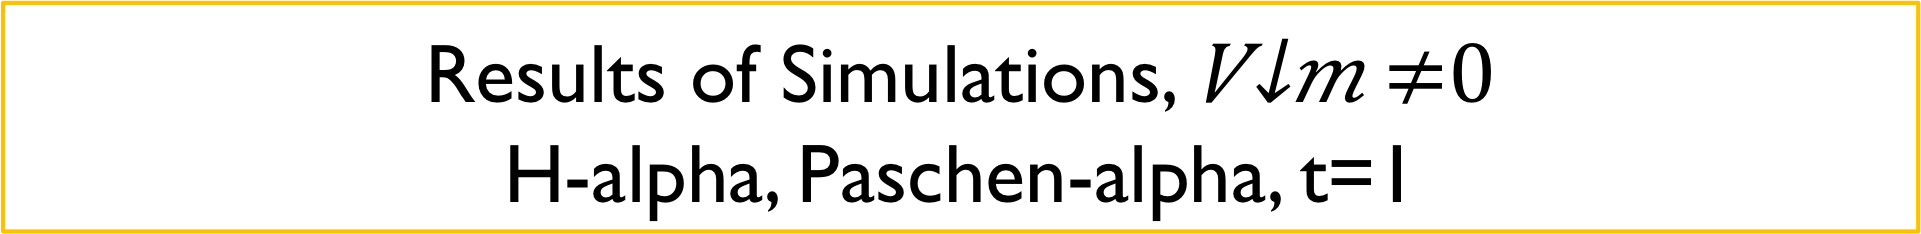 Results of Simulations, V↓m ≠0
H-alpha, Paschen-alpha, t=1